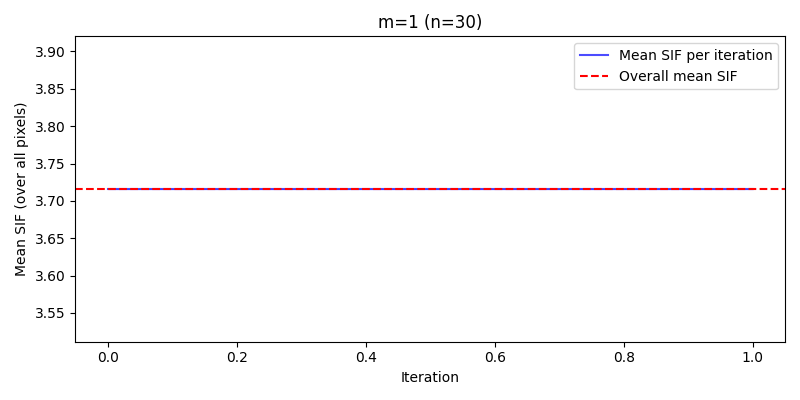 m=1 (n=30)
Mean SIF per iteration
Overall mean SIF
Mean SIF (over all pixels)
3.90
3.85
3.80
3.75
3.70
3.65
3.60
3.55
0.0 0.2 0.4 0.6 0.8 1.0
Iteration